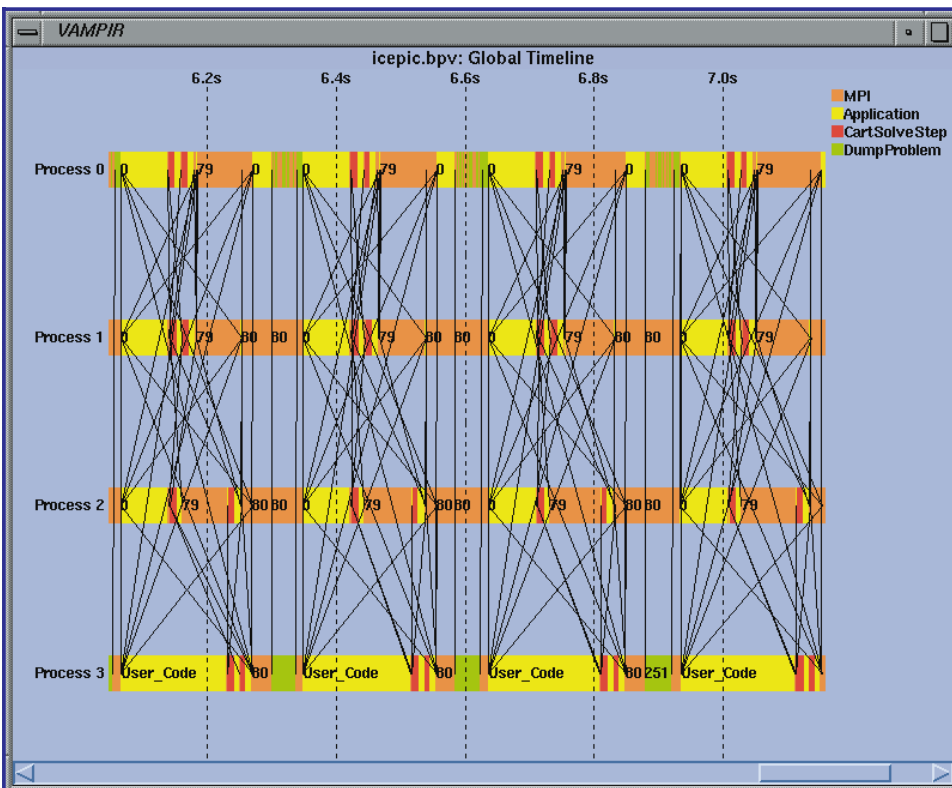 VAMPIR
icepic.bpv: Global Timeline
6.2s 6.4s 6.6s 6.8s 7.0s
MPI
Application
CartSolveStep
DumpProblem
Process 0 0 79 0 0 79 0 0 79 0 0 79
Process 1 0 79 80 80 0 79 80 80 0 79 80 80 0 79
Process 2 0 79 80 80 0 79 80 80 0 79 80 80 0 79
Process 3 User_Code 80 User_Code 80 User_Code 80 251 User_Code